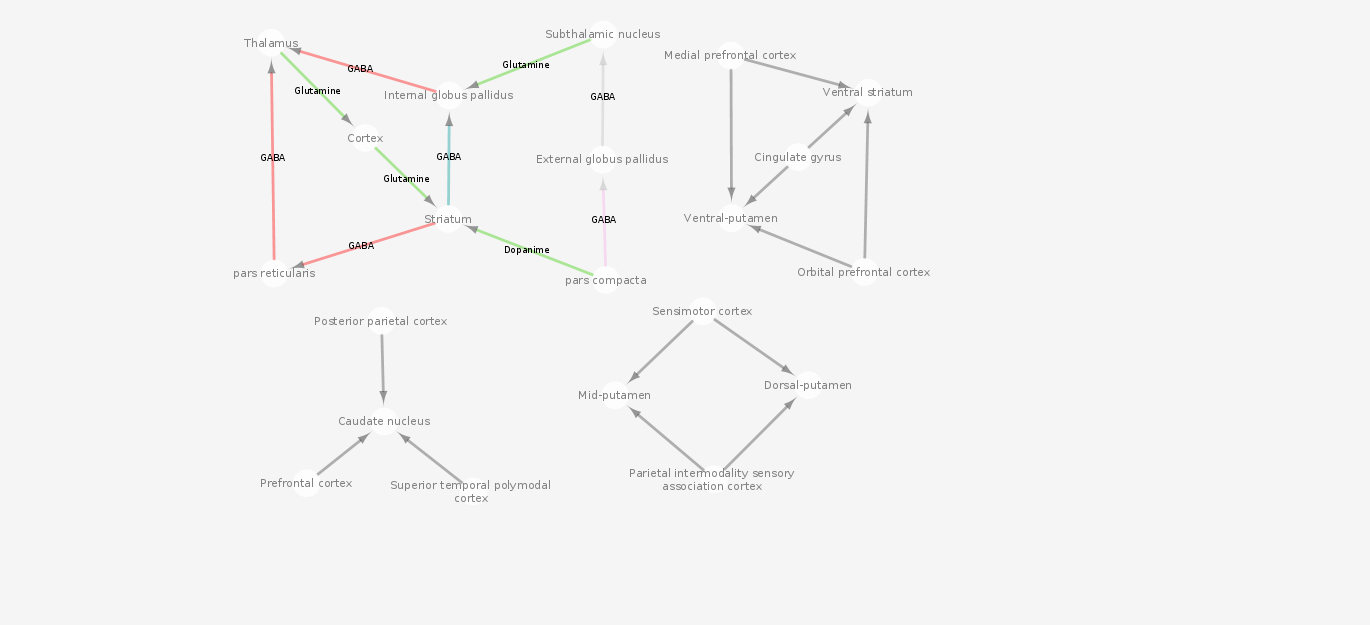 Thalamus
Subthalamic nucleus
GABA
Glutamine
Glutamine
Internal globus pallidus
GABA
Cortex
GABA
GABA
External globus pallidus
Glutamine
Striatum
GABA
GABA
Dopanime
pars reticularis
pars compacta
Medial prefrontal cortex
Ventral striatum
Cingulate gyrus
Ventral-putamen
Orbital prefrontal cortex
Posterior parietal cortex
Caudate nucleus
Prefrontal cortex
Superior temporal polymodal
cortex
Sensimotor cortex
Mid-putamen
Dorsal-putamen
Parietal intermodality sensory
association cortex